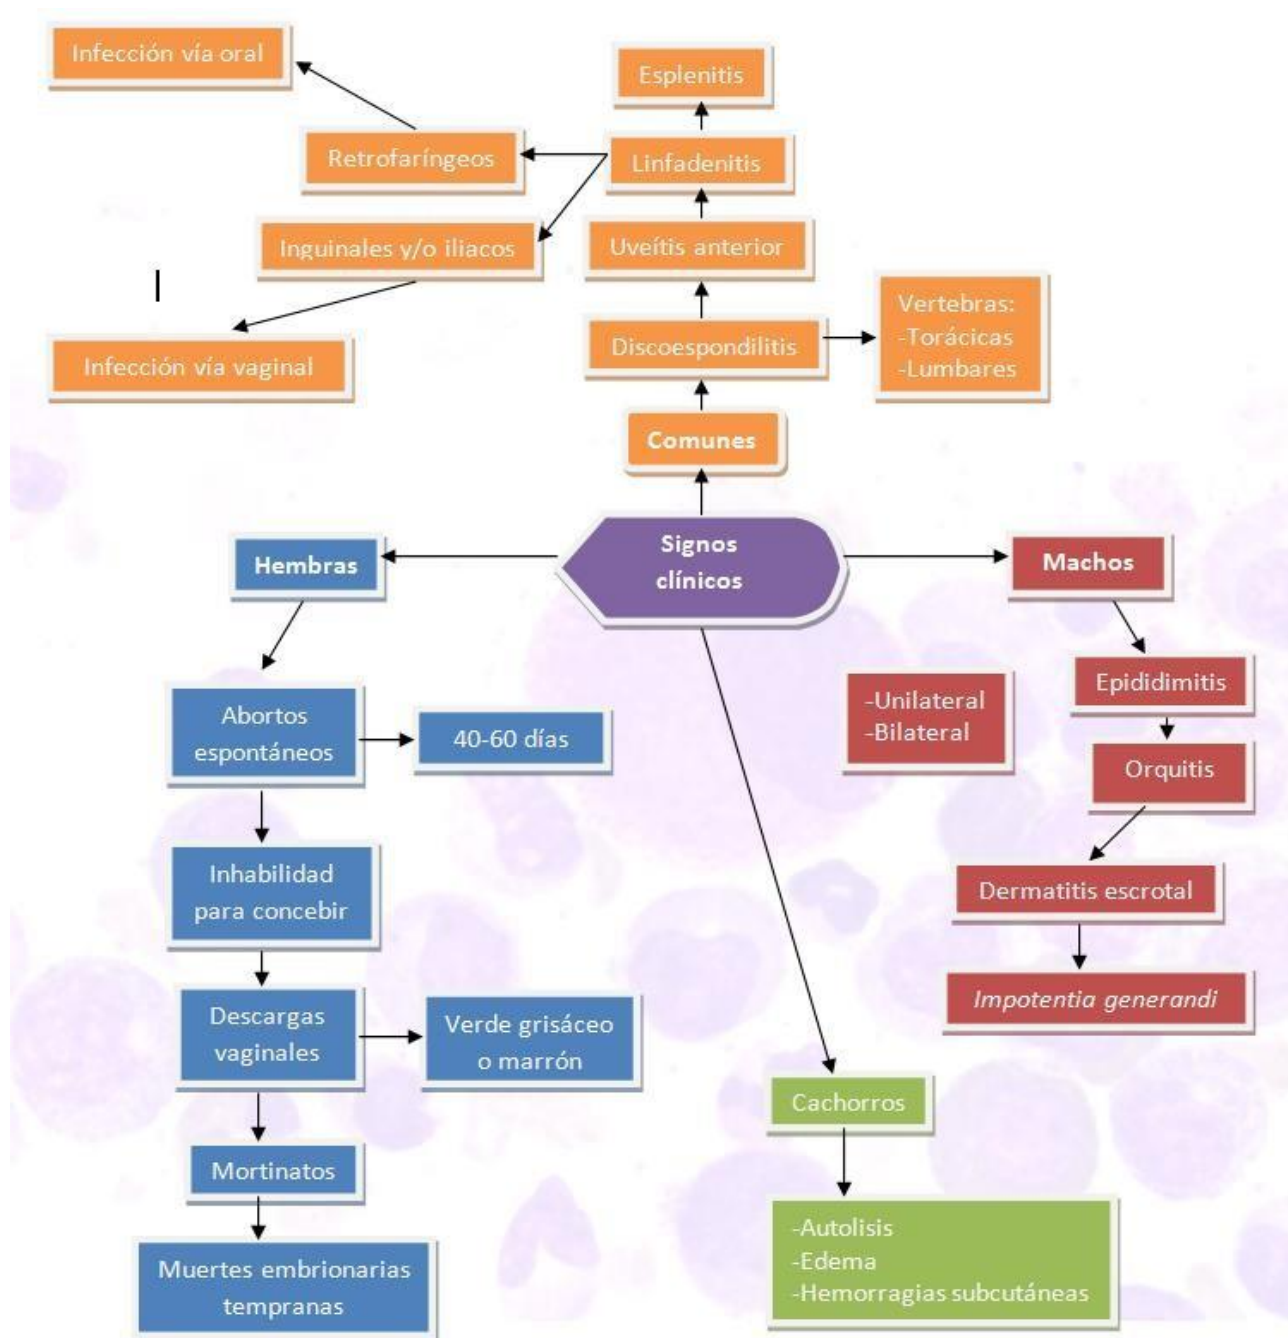 Infección vía oral
Esplenitis
Retrofaríngeos
Linfadenitis
Inguinales y/o iliacos
Uveítis anterior
Infección vía vaginal
Discoespondilitis
Vertebras:
-Torácicas
-Lumbares
Comunes
Signos
clínicos
Hembras
Machos
Abortos
espontáneos
40-60 días
-Unilateral
-Bilateral
Epididimitis
Orquitis
Inhabilidad
para concebir
Dermatitis escrotal
Descargas
vaginales
Verde grisáceo
o marrón
Impotentia generandi
Cachorros
Mortinatos
-Autolisis
-Edema
-Hemorragias subcutáneas
Muertes embrionarias
tempranas